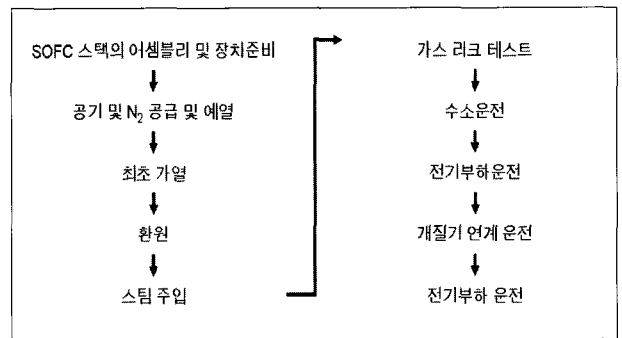 SOFC 스택의 어셈블리 및 장치준비
공기 및 N₂ 공급 및 예열
최초 가열
환원
스팀 주입
가스 리크 테스트
수소운전
전기부하운전
개질기 연계 운전
전기부하 운전